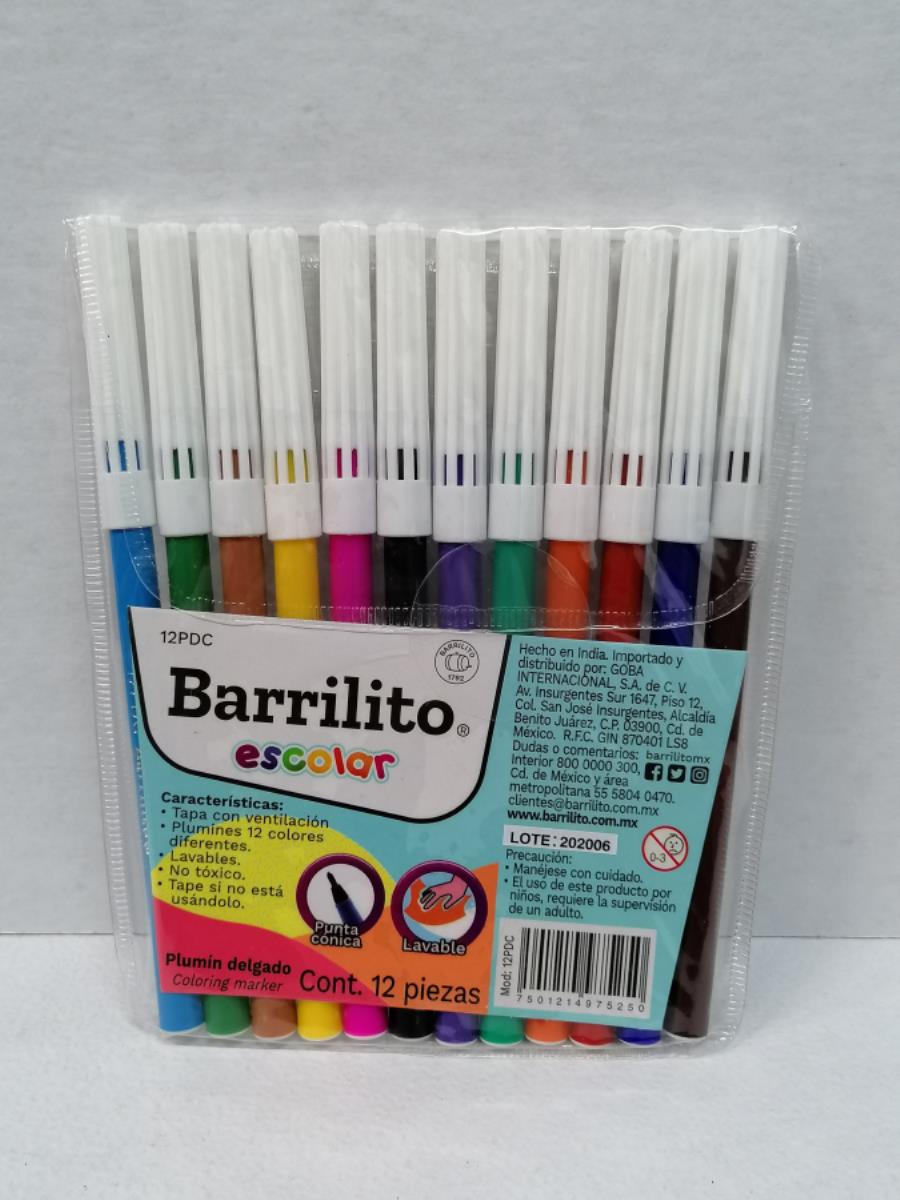 12PDC
BARRILITO
1792
Barrilito®
escolar
Características:
• Tapa con ventilación
• Plumines 12 colores
diferentes.
• Lavables.
• No tóxico.
• Tape si no está
usándolo.
Punta
cónica
Lavable
Plumín delgado
Coloring marker
Cont. 12 piezas
Hecho en India. Importado y
distribuido por: GOBA
INTERNACIONAL, S.A. de C. V.
Av. Insurgentes Sur 1647, Piso 12,
Col. San José Insurgentes, Alcaldía
Benito Juárez, C.P. 03900, Cd. de
México. R.F.C. GIN 870401 LS8
Dudas o comentarios: barrilitomx
Interior 800 0000 300,
Cd. de México y área
metropolitana 55 5804 0470.
clientes@barrilito.com.mx
www.barrilito.com.mx
LOTE: 202006
0-3
Precaución:
• Manéjese con cuidado.
• El uso de este producto por
niños, requiere la supervisión
de un adulto.
Mod: 12PDC
7501214975250